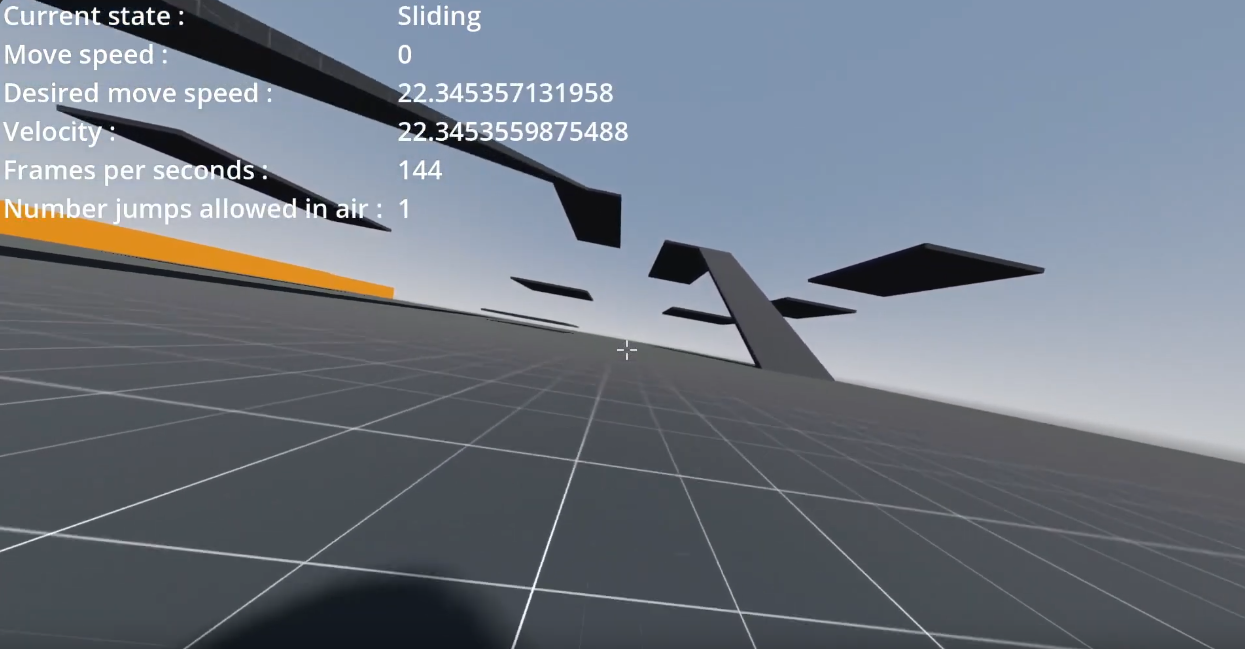 Current state : Sliding
Move speed : 0
Desired move speed : 22.345357131958
Velocity : 22.3453559875488
Frames per seconds : 144
Number jumps allowed in air : 1